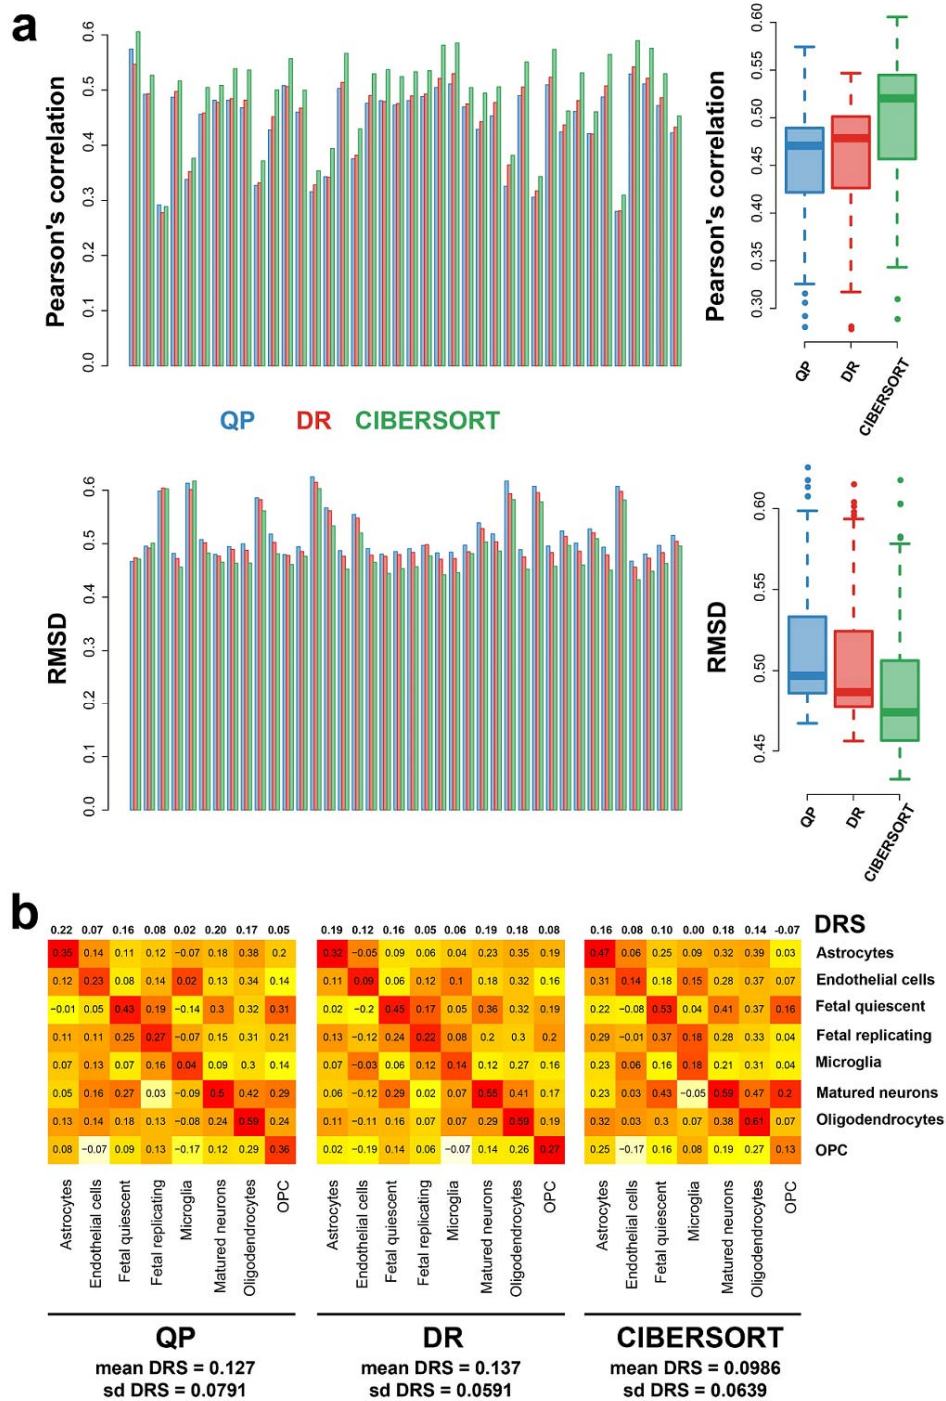 a
Pearson's correlation
0.0 0.1 0.2 0.3 0.4 0.5 0.6
Pearson's correlation
0.30 0.35 0.40 0.45 0.50 0.55 0.60
QP DR CIBERSORT
QP DR CIBERSORT
RMSD
0.0 0.1 0.2 0.3 0.4 0.5 0.6
RMSD
0.45 0.50 0.55 0.60
QP DR CIBERSORT
b
0.22 0.07 0.16 0.08 0.02 0.20 0.17 0.05 0.19 0.12 0.16 0.05 0.06 0.19 0.18 0.08 0.16 0.08 0.10 0.00 0.18 0.14 -0.07 DRS
0.35 0.14 0.11 0.12 −0.07 0.18 0.38 0.2 0.32 −0.05 0.09 0.06 0.04 0.23 0.35 0.19 0.47 0.06 0.25 0.09 0.32 0.39 0.03 Astrocytes
0.12 0.23 0.08 0.14 0.02 0.13 0.34 0.14 0.11 0.09 0.06 0.12 0.1 0.18 0.32 0.16 0.31 0.14 0.18 0.15 0.28 0.37 0.07 Endothelial cells
−0.01 0.05 0.43 0.19 −0.14 0.3 0.32 0.31 0.02 −0.2 0.45 0.17 0.05 0.36 0.32 0.19 0.22 −0.08 0.53 0.04 0.41 0.37 0.16 Fetal quiescent
0.11 0.11 0.25 0.27 −0.07 0.15 0.31 0.21 0.13 −0.12 0.24 0.22 0.08 0.2 0.3 0.2 0.29 −0.01 0.37 0.18 0.28 0.33 0.04 Fetal replicating
0.07 0.13 0.07 0.16 0.04 0.09 0.3 0.14 0.07 −0.03 0.06 0.12 0.14 0.12 0.27 0.16 0.23 0.06 0.16 0.18 0.21 0.31 0.04 Microglia
0.05 0.16 0.27 0.03 −0.09 0.5 0.42 0.29 0.06 −0.12 0.29 0.02 0.07 0.55 0.41 0.17 0.23 0.03 0.43 −0.05 0.59 0.47 0.2 Matured neurons
0.13 0.14 0.18 0.13 −0.08 0.24 0.59 0.24 0.11 −0.11 0.16 0.07 0.07 0.29 0.59 0.19 0.32 0.03 0.3 0.07 0.38 0.61 0.07 Oligodendrocytes
0.08 −0.07 0.09 0.13 −0.17 0.12 0.29 0.36 0.02 −0.19 0.14 0.06 −0.07 0.14 0.26 0.27 0.25 −0.17 0.16 0.08 0.19 0.27 0.13 OPC
Astrocytes Endothelial cells Fetal quiescent Fetal replicating Microglia Matured neurons Oligodendrocytes OPC
Astrocytes Endothelial cells Fetal quiescent Fetal replicating Microglia Matured neurons Oligodendrocytes OPC
Astrocytes Endothelial cells Fetal quiescent Microglia Matured neurons Oligodendrocytes OPC
QP DR CIBERSORT
mean DRS = 0.127 mean DRS = 0.137 mean DRS = 0.0986
sd DRS = 0.0791 sd DRS = 0.0591 sd DRS = 0.0639